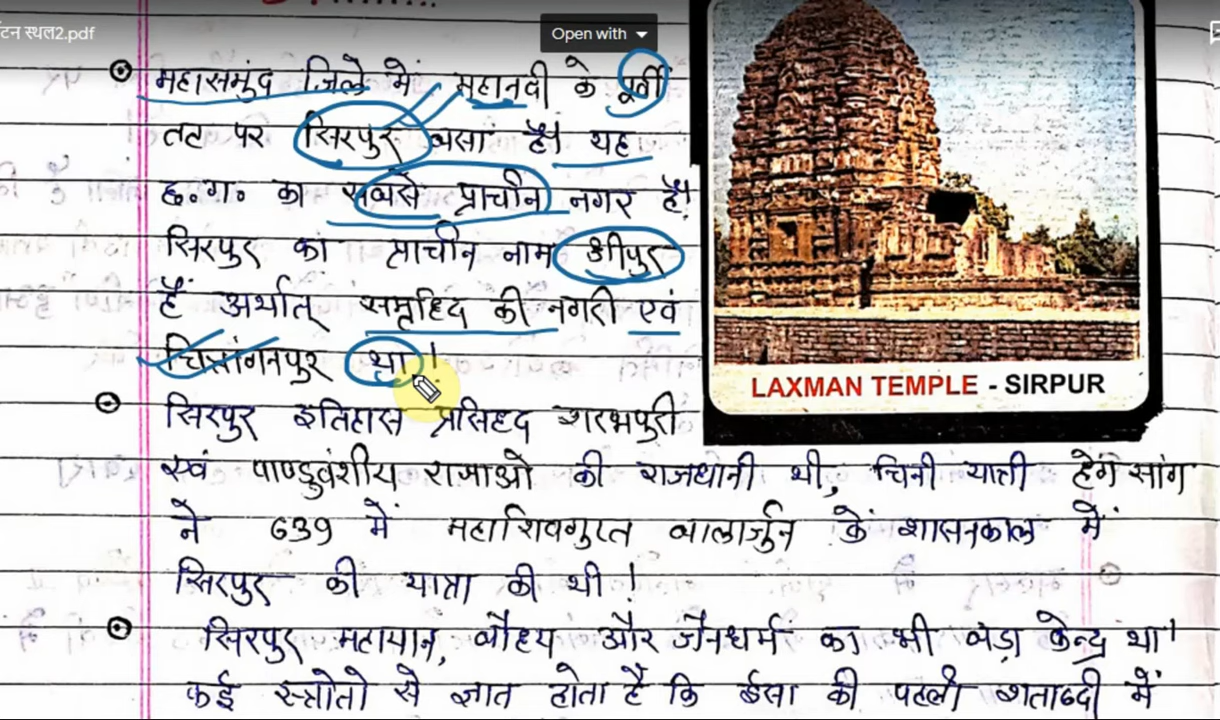 टन स्थल2.pdf
Open with
महासमुंद जिले में महानदी के पूर्वी
तट पर सिरपुर बसां है। यह
छ.ग. का सबसे प्राचीन नगर है।
सिरपुर का प्राचीन नाम श्रीपुर
हैं अर्थात् समृद्दि की नगरी एवं
चित्रांगनपुर था।
LAXMAN TEMPLE - SIRPUR
सिरपुर इतिहास प्रसिद्द शरभपुरी
एवं पाण्डुवंशीय राजाओ की राजधानी थी, चिनी यात्री हेंगे सांग
ने 639 में महाशिवगुप्त बालार्जुन के शासनकाल में
सिरपुर की यात्रा की थी।
सिरपुर महायान, बौद्दय और जैनधर्म का भी बड़ा केन्द्र था।
कई स्त्रोतो से ज्ञात होता है कि ईसा की पहली शताब्दी में